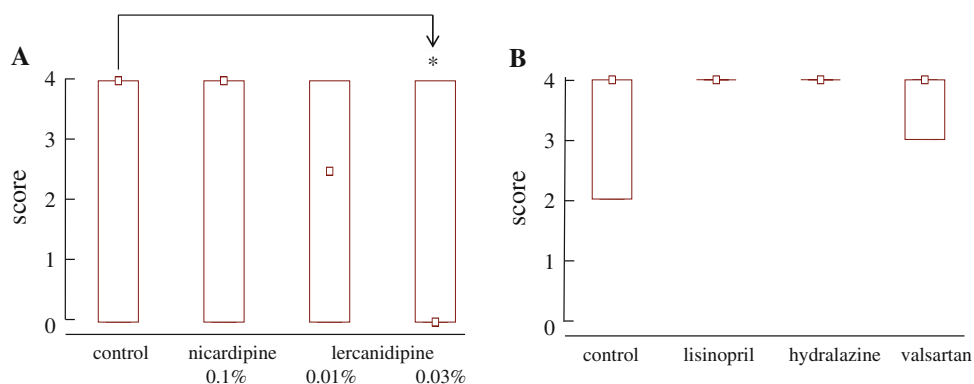 A
*
4
3
2
1
0
score
control nicardipine lercanidipine
0.1% 0.01% 0.03%
B
4
3
2
1
0
score
control lisinopril hydralazine valsartan